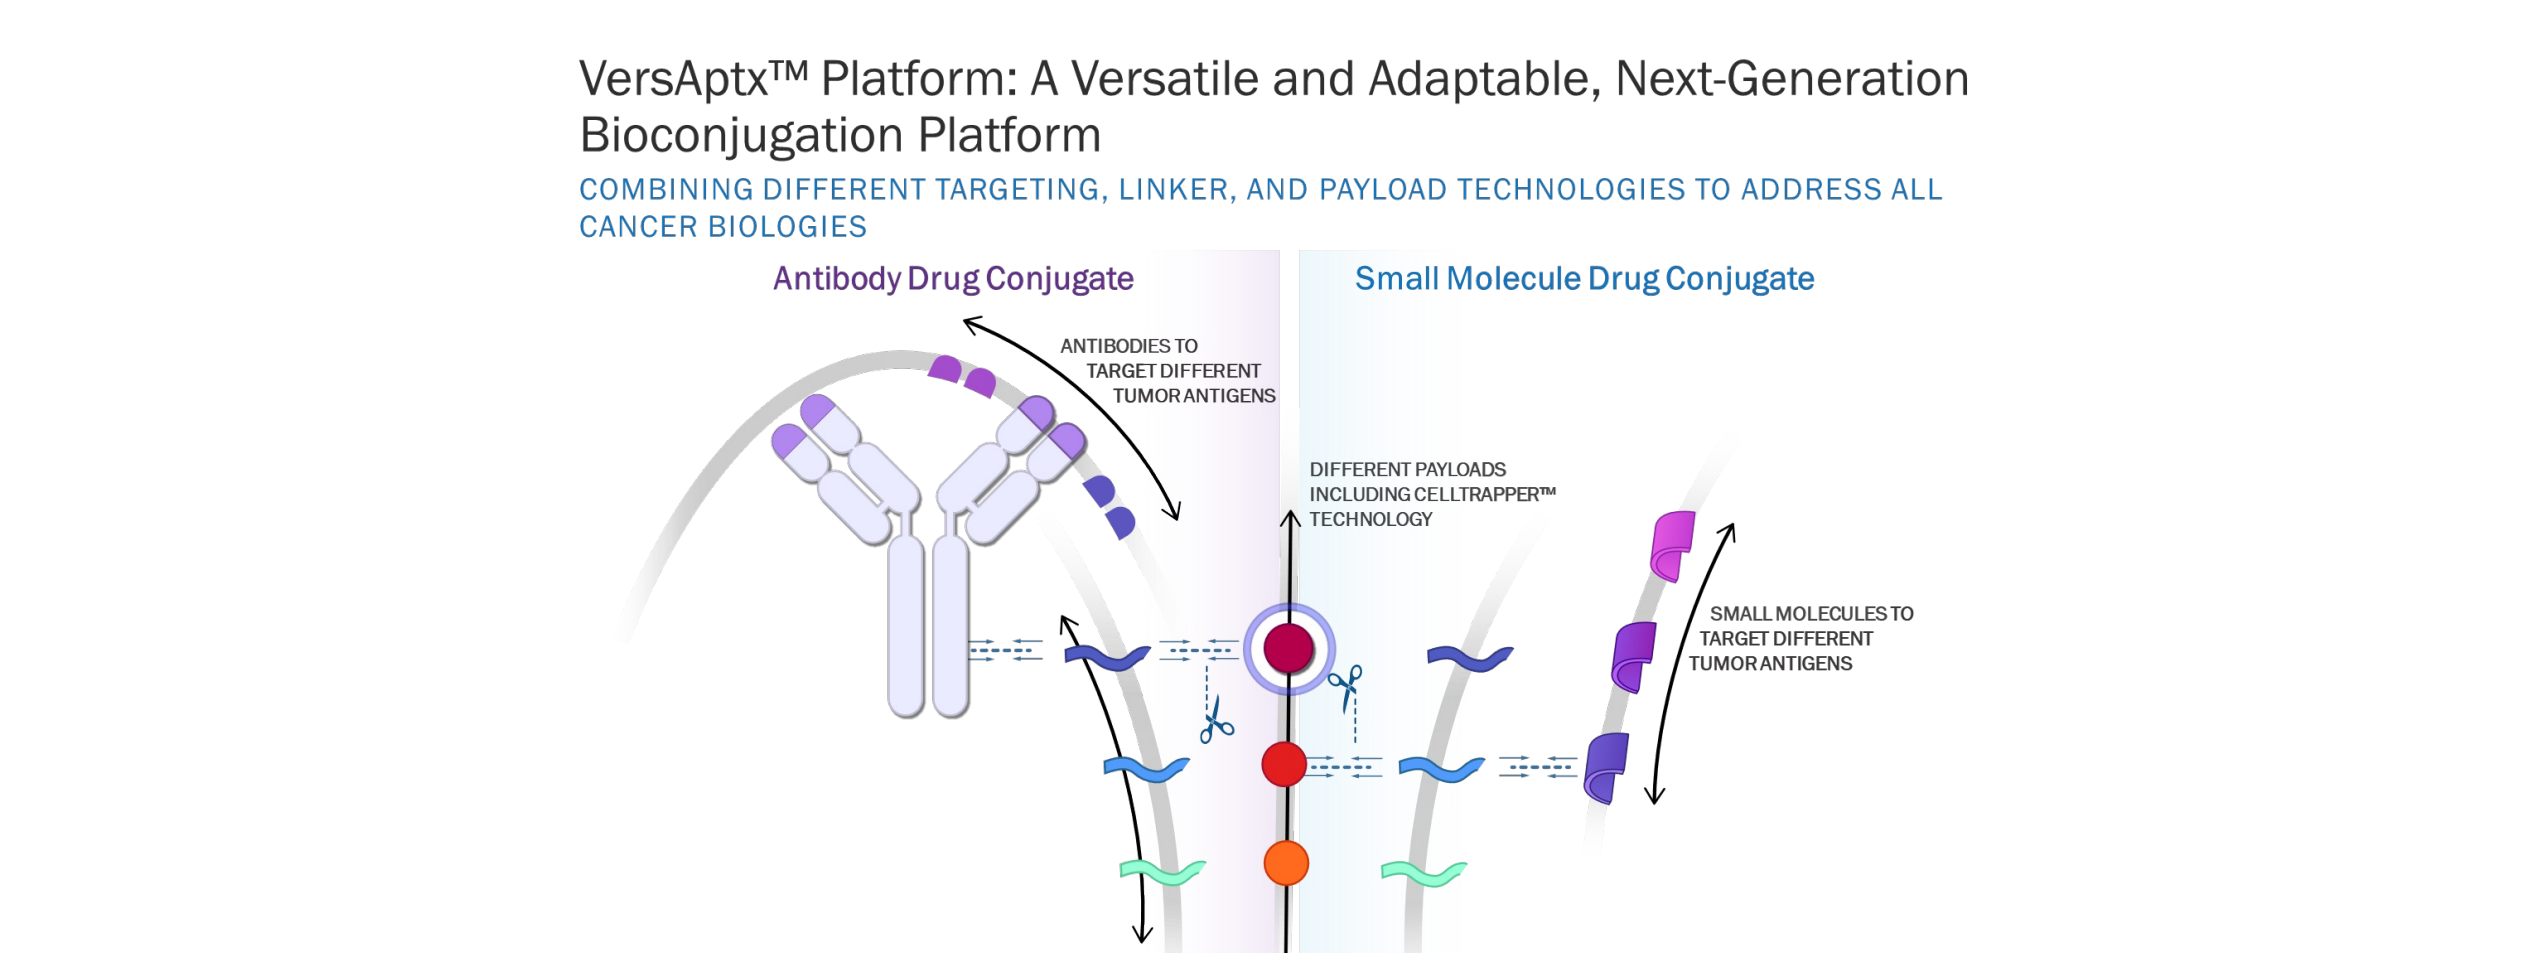 VersAptx™ Platform: A Versatile and Adaptable, Next-Generation
Bioconjugation Platform
COMBINING DIFFERENT TARGETING, LINKER, AND PAYLOAD TECHNOLOGIES TO ADDRESS ALL
CANCER BIOLOGIES
Antibody Drug Conjugate
Small Molecule Drug Conjugate
ANTIBODIES TO
TARGET DIFFERENT
TUMOR ANTIGENS
DIFFERENT PAYLOADS
INCLUDING CELLTRAPPER™
TECHNOLOGY
SMALL MOLECULES TO
TARGET DIFFERENT
TUMOR ANTIGENS